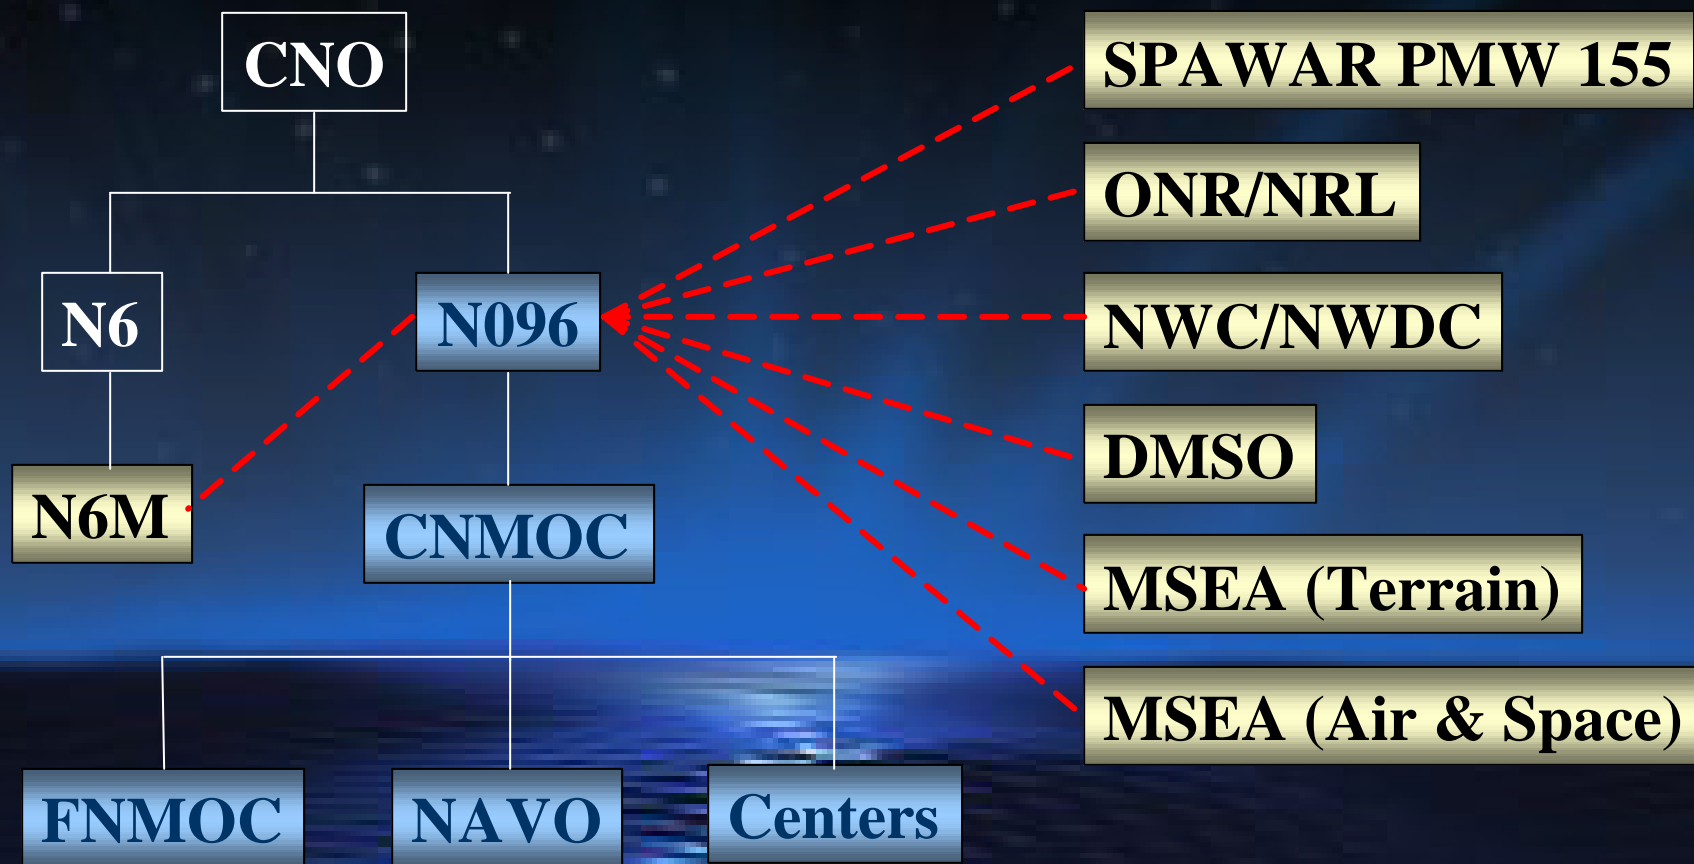 CNO
N6
N096
N6M
CNMOC
FNMOC
NAVO
Centers
SPAWAR PMW 155
ONR/NRL
NWC/NWDC
DMSO
MSEA (Terrain)
MSEA (Air & Space)